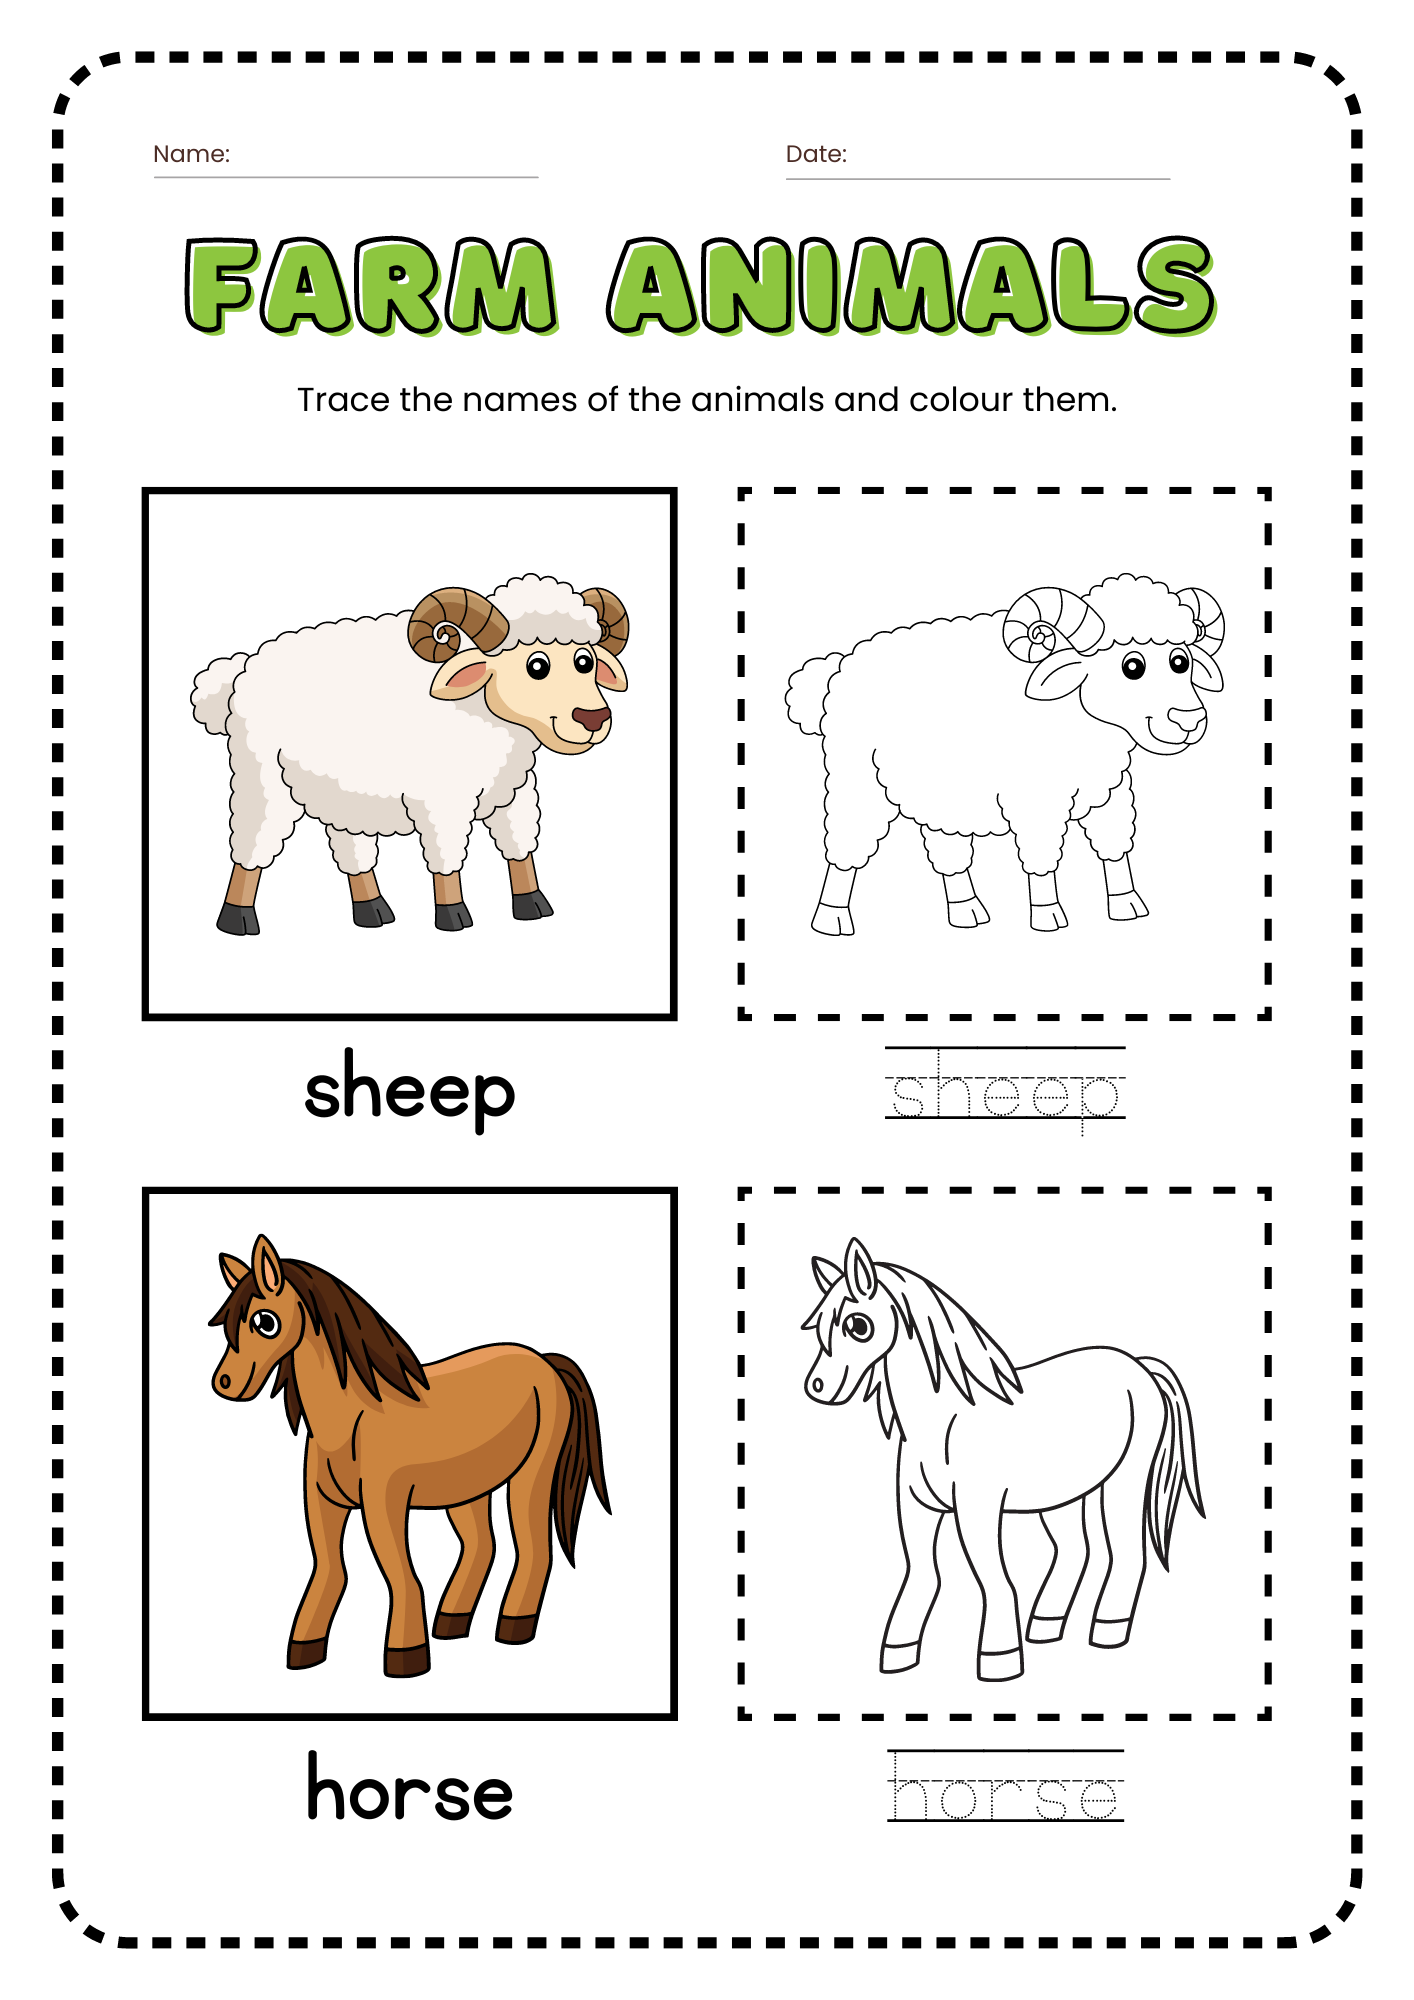 Name:
Date:
FARM ANIMALS
Trace the names of the animals and colour them.
sheep
sheep
horse
horse